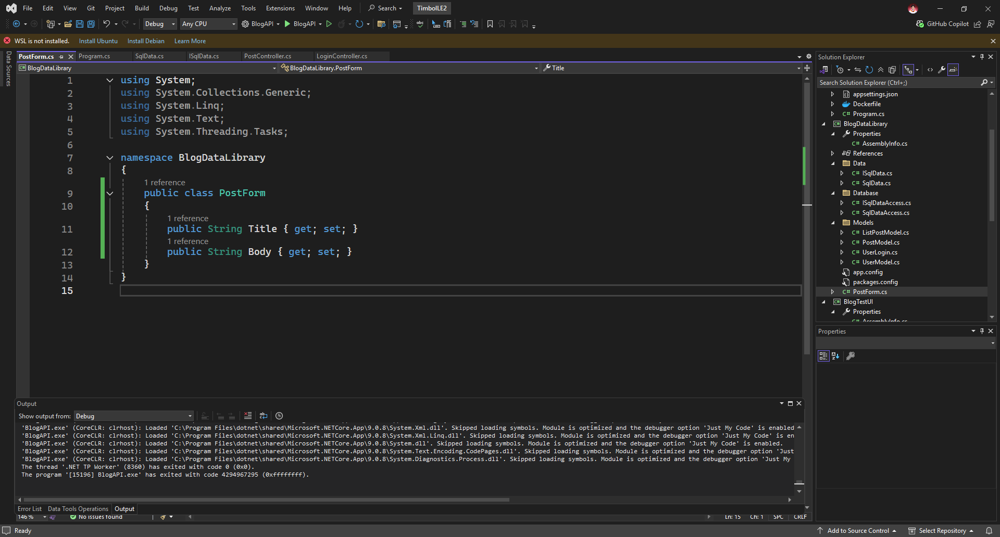 File Edit View Git Project Build Debug Test Analyze Tools Extensions Window Help Search TimbolLE2
Debug Any CPU BlogAPI BlogAPI GitHub Copilot
WSL is not installed. Install Ubuntu Install Debian Learn More
Data Sources
PostForm.cs Program.cs SqlData.cs ISqlData.cs PostController.cs LoginController.cs
BlogDataLibrary BlogDataLibrary.PostForm Title
1 using System;
2 using System.Collections.Generic;
3 using System.Linq;
4 using System.Text;
5 using System.Threading.Tasks;
6
7 namespace BlogDataLibrary
8 {
1 reference
9 public class PostForm
10 {
1 reference
11 public String Title { get; set; }
1 reference
12 public String Body { get; set; }
13 }
14 }
15
Solution Explorer
Search Solution Explorer (Ctrl+;)
appsettings.json
Dockerfile
C# Program.cs
C# BlogDataLibrary
Properties
C# AssemblyInfo.cs
References
Data
C# ISqlData.cs
C# SqlData.cs
Database
C# ISqlDataAccess.cs
C# SqlDataAccess.cs
Models
C# ListPostModel.cs
C# PostModel.cs
C# UserLogin.cs
C# UserModel.cs
app.config
packages.config
C# PostForm.cs
C# BlogTestUI
Properties
C# AssemblyInfo.cs
Properties
Output
Show output from: Debug
'BlogAPI.exe' (CoreCLR: clrhost): Loaded 'C:\Program Files\dotnet\shared\Microsoft.NETCore.App\9.0.8\System.Xml.dll'. Skipped loading symbols. Module is optimized and the debugger option 'Just My Code' is enabled
'BlogAPI.exe' (CoreCLR: clrhost): Loaded 'C:\Program Files\dotnet\shared\Microsoft.NETCore.App\9.0.8\System.Xml.Linq.dll'. Skipped loading symbols. Module is optimized and the debugger option 'Just My Code' is en
'BlogAPI.exe' (CoreCLR: clrhost): Loaded 'C:\Program Files\dotnet\shared\Microsoft.NETCore.App\9.0.8\System.dll'. Skipped loading symbols. Module is optimized and the debugger option 'Just My Code' is enabled.
'BlogAPI.exe' (CoreCLR: clrhost): Loaded 'C:\Program Files\dotnet\shared\Microsoft.NETCore.App\9.0.8\System.Text.Encoding.CodePages.dll'. Skipped loading symbols. Module is optimized and the debugger option 'Just
'BlogAPI.exe' (CoreCLR: clrhost): Loaded 'C:\Program Files\dotnet\shared\Microsoft.NETCore.App\9.0.8\System.Diagnostics.Process.dll'. Skipped loading symbols. Module is optimized and the debugger option 'Just My
The thread '.NET TP Worker' (8360) has exited with code 0 (0x0).
The program '[15196] BlogAPI.exe' has exited with code 4294967295 (0xffffffff).
Error List Data Tools Operations Output
146 % No issues found Ln: 15 Ch: 1 SPC CRLF
Ready Add to Source Control Select Repository